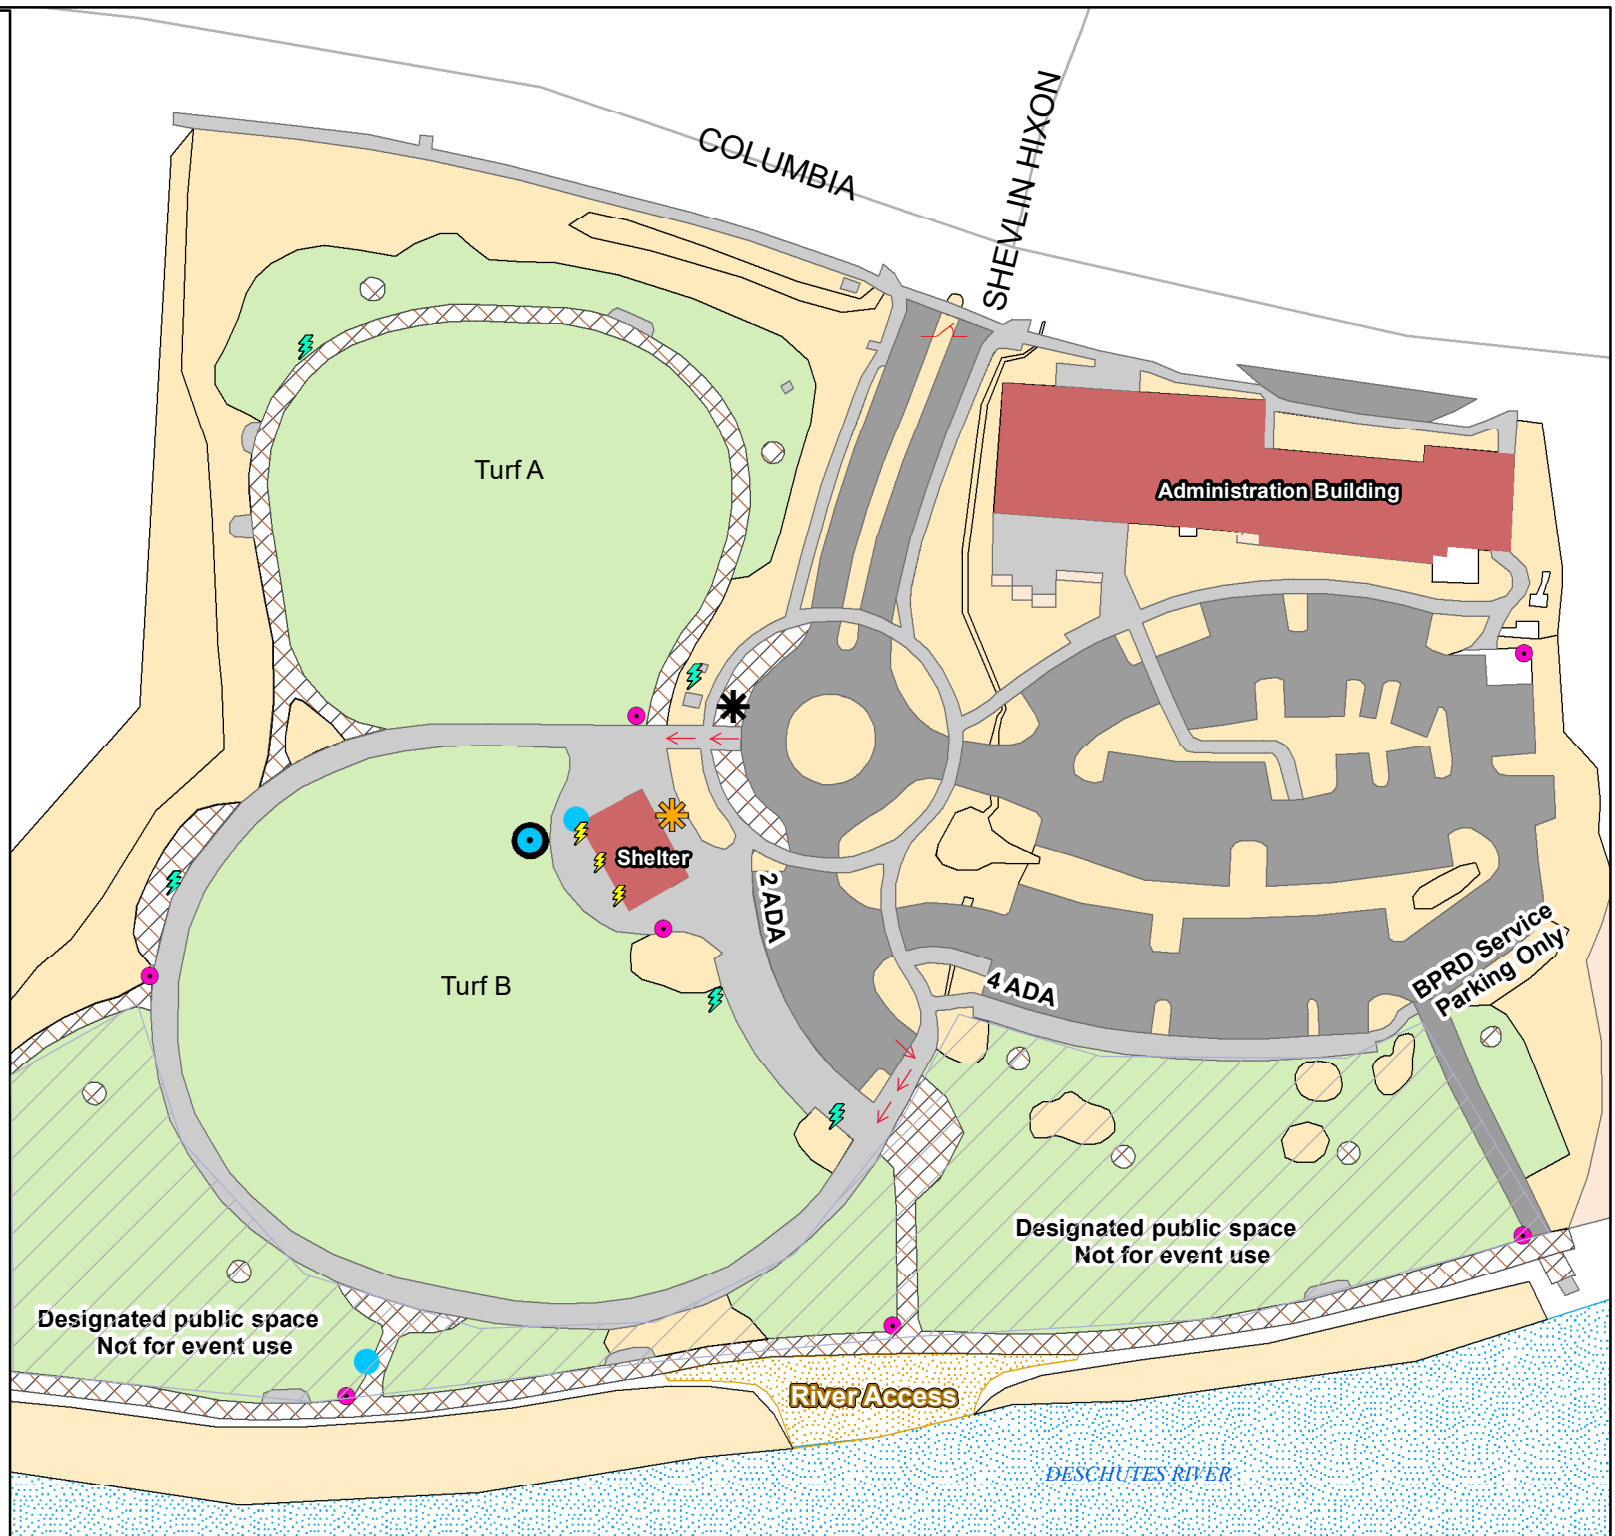 COLUMBIA
SHEVLIN HIXON
Turf A
Administration Building
Shelter
2 ADA
Turf B
4 ADA
BPRD Service
Parking Only
Designated public space
Not for event use
Designated public space
Not for event use
River Access
DESCHUTES RIVER